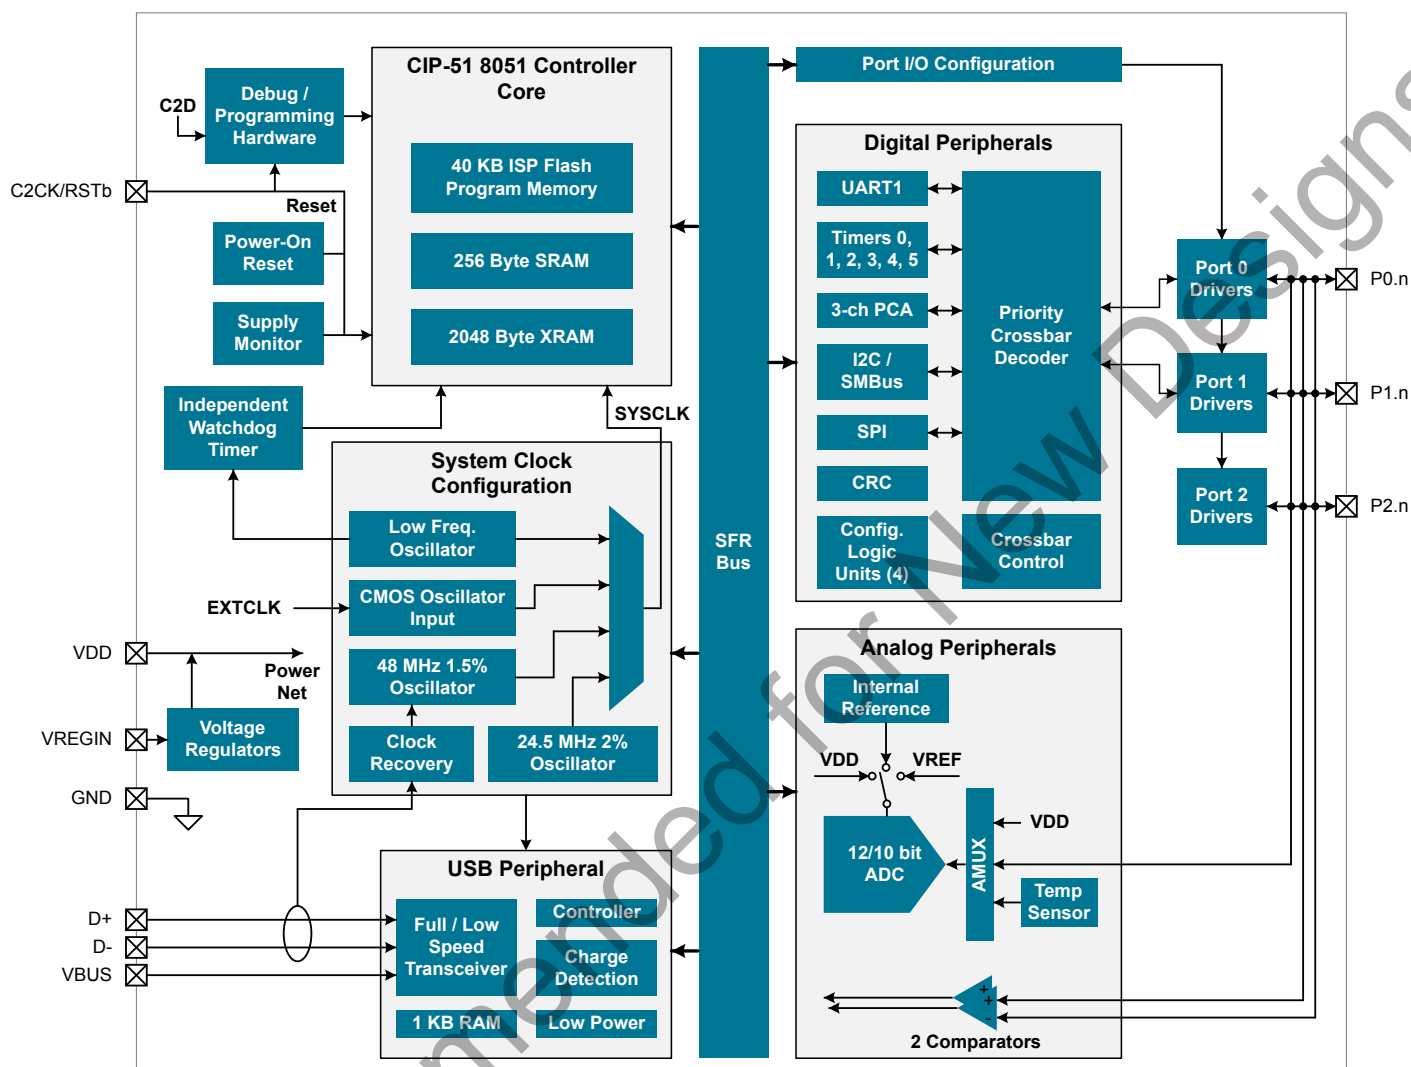 CIP-51 8051 Controller
Core
40 KB ISP Flash
Program Memory
256 Byte SRAM
2048 Byte XRAM
Debug /
Programming
Hardware
C2D
C2CK/RSTb
Reset
Power-On
Reset
Supply
Monitor
Independent
Watchdog
Timer
SYSCLK
System Clock
Configuration
Low Freq.
Oscillator
EXTCLK
CMOS Oscillator
Input
48 MHz 1.5%
Oscillator
Clock
Recovery
24.5 MHz 2%
Oscillator
VDD
Power
Net
VREGIN
Voltage
Regulators
GND
USB Peripheral
D+
D-
VBUS
Full / Low
Speed
Transceiver
Controller
Charge
Detection
1 KB RAM
Low Power
SFR
Bus
Port I/O Configuration
Digital Peripherals
UART1
Timers 0,
1, 2, 3, 4, 5
3-ch PCA
I2C /
SMBus
SPI
CRC
Config.
Logic
Units (4)
Priority
Crossbar
Decoder
Crossbar
Control
Port 0
Drivers
P0.n
Port 1
Drivers
P1.n
Port 2
Drivers
P2.n
Analog Peripherals
Internal
Reference
VDD
VREF
12/10 bit
ADC
AMUX
VDD
Temp
Sensor
+
+
-
2 Comparators
mended for New Designs